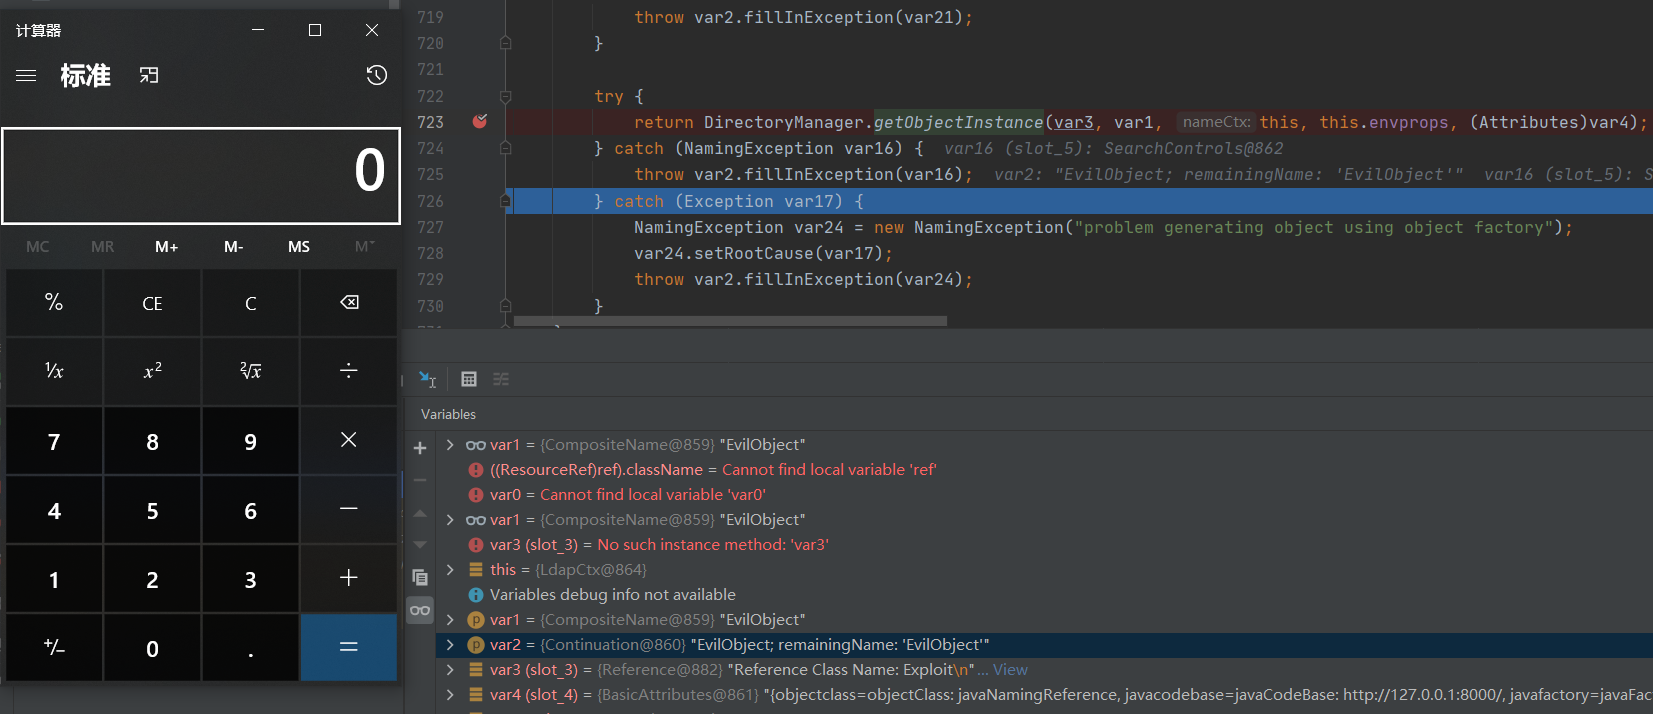 计算器
标准
0
MC MR M+ M- MS M˅
% CE C
¹/x x² ²√x ÷
7 8 9 ×
4 5 6 −
1 2 3 +
+/− 0 . =
719 throw var2.fillInException(var21);
720 }
721
722 try {
723 return DirectoryManager.getObjectInstance(var3, var1, nameCtx: this, this.envprops, (Attributes)var4);
724 } catch (NamingException var16) { var16 (slot_5): SearchControls@862
725 throw var2.fillInException(var16); var2: "EvilObject; remainingName: 'EvilObject'" var16 (slot_5): S
726 } catch (Exception var17) {
727 NamingException var24 = new NamingException("problem generating object using object factory");
728 var24.setRootCause(var17);
729 throw var2.fillInException(var24);
730 }
Variables
var1 = {CompositeName@859} "EvilObject"
((ResourceRef)ref).className = Cannot find local variable 'ref'
var0 = Cannot find local variable 'var0'
var1 = {CompositeName@859} "EvilObject"
var3 (slot_3) = No such instance method: 'var3'
this = {LdapCtx@864}
Variables debug info not available
var1 = {CompositeName@859} "EvilObject"
var2 = {Continuation@860} "EvilObject; remainingName: 'EvilObject'"
var3 (slot_3) = {Reference@882} "Reference Class Name: Exploit\n"... View
var4 (slot_4) = {BasicAttributes@861} "{objectclass=objectClass: javaNamingReference, javacodebase=javaCodeBase: http://127.0.0.1:8000/, javafactory=javaFac